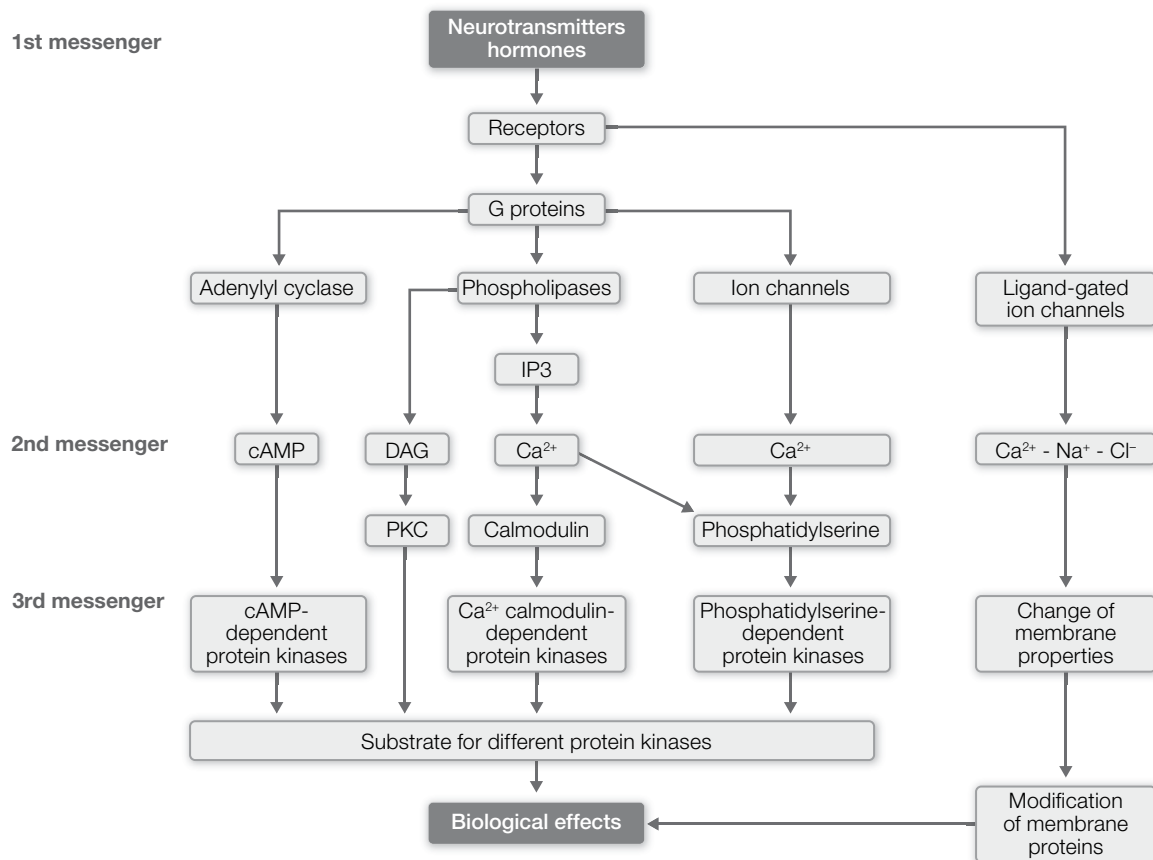 1st messenger
Neurotransmitters
hormones
Receptors
G proteins
Adenylyl cyclase
Phospholipases
Ion channels
Ligand-gated
ion channels
IP3
2nd messenger
cAMP
DAG
Ca²⁺
Ca²⁺
Ca²⁺ - Na⁺ - Cl⁻
PKC
Calmodulin
Phosphatidylserine
3rd messenger
cAMP-
dependent
protein kinases
Ca²⁺ calmodulin-
dependent
protein kinases
Phosphatidylserine-
dependent
protein kinases
Change of
membrane
properties
Substrate for different protein kinases
Biological effects
Modification
of membrane
proteins